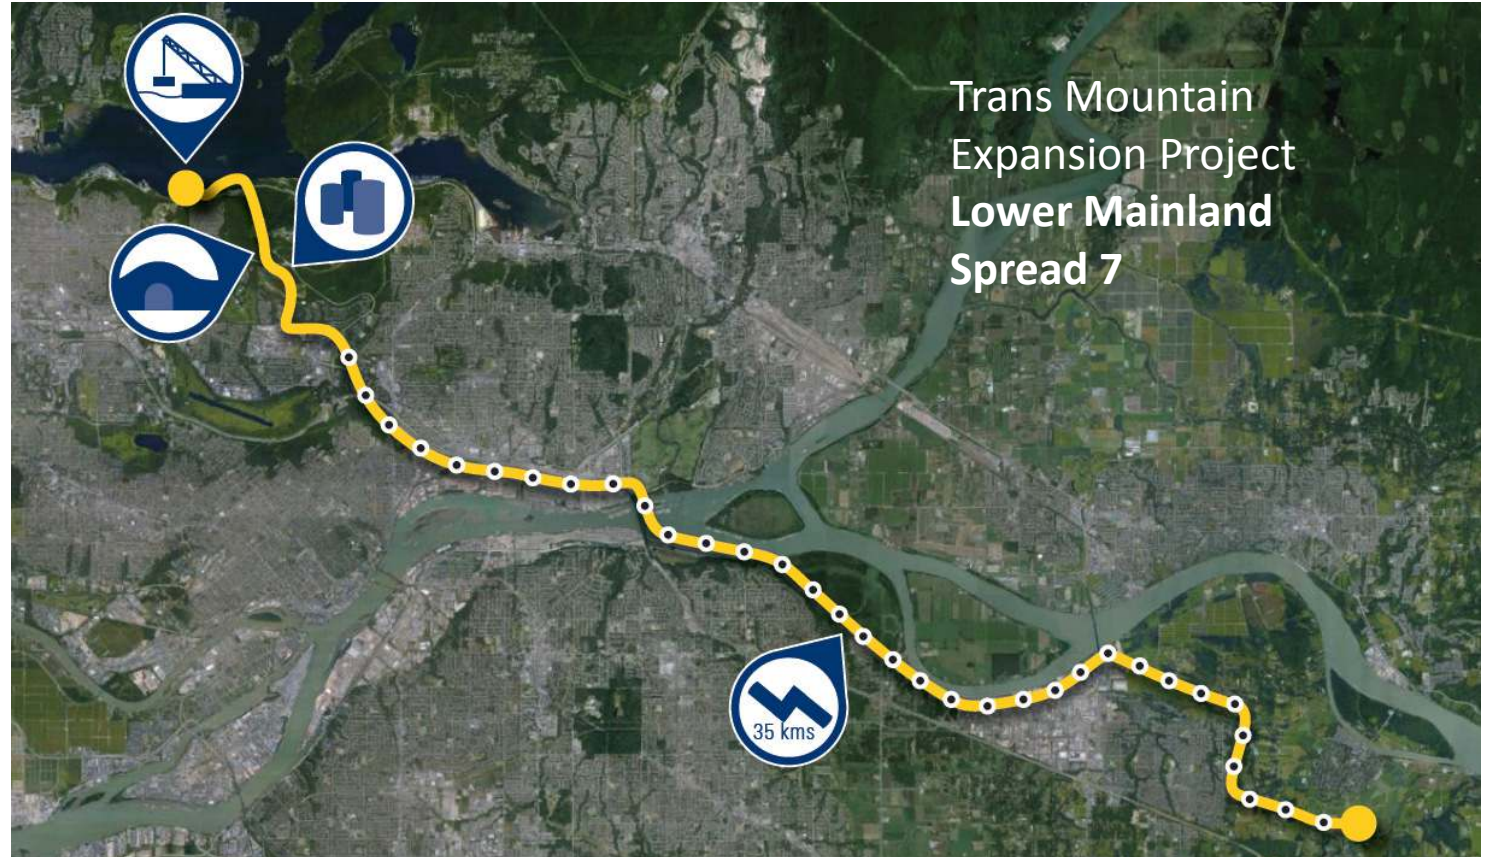 Trans Mountain
Expansion Project
Lower Mainland
Spread 7
35 kms